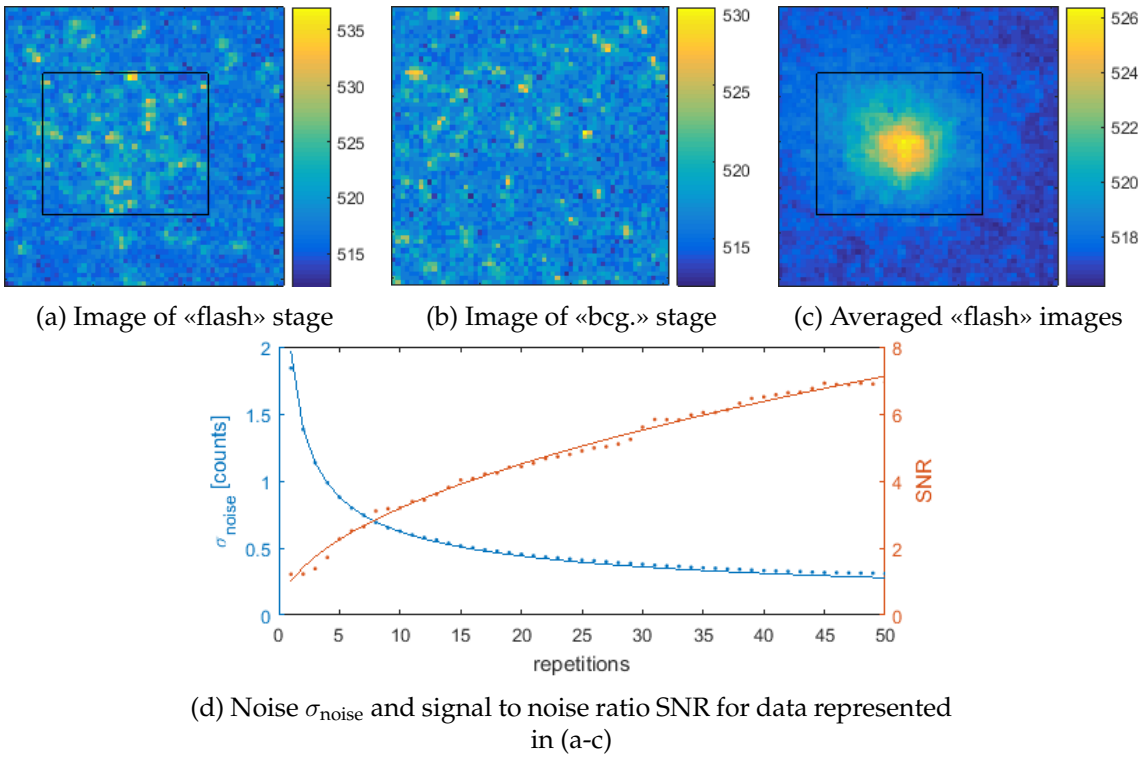 535
530
525
520
515
530
525
520
515
526
524
522
520
518
(a) Image of «flash» stage
(b) Image of «bcg.» stage
(c) Averaged «flash» images
2
1.5
1
0.5
0
σnoise [counts]
8
6
4
2
0
SNR
0 5 10 15 20 25 30 35 40 45 50
repetitions
(d) Noise σnoise and signal to noise ratio SNR for data represented
in (a-c)